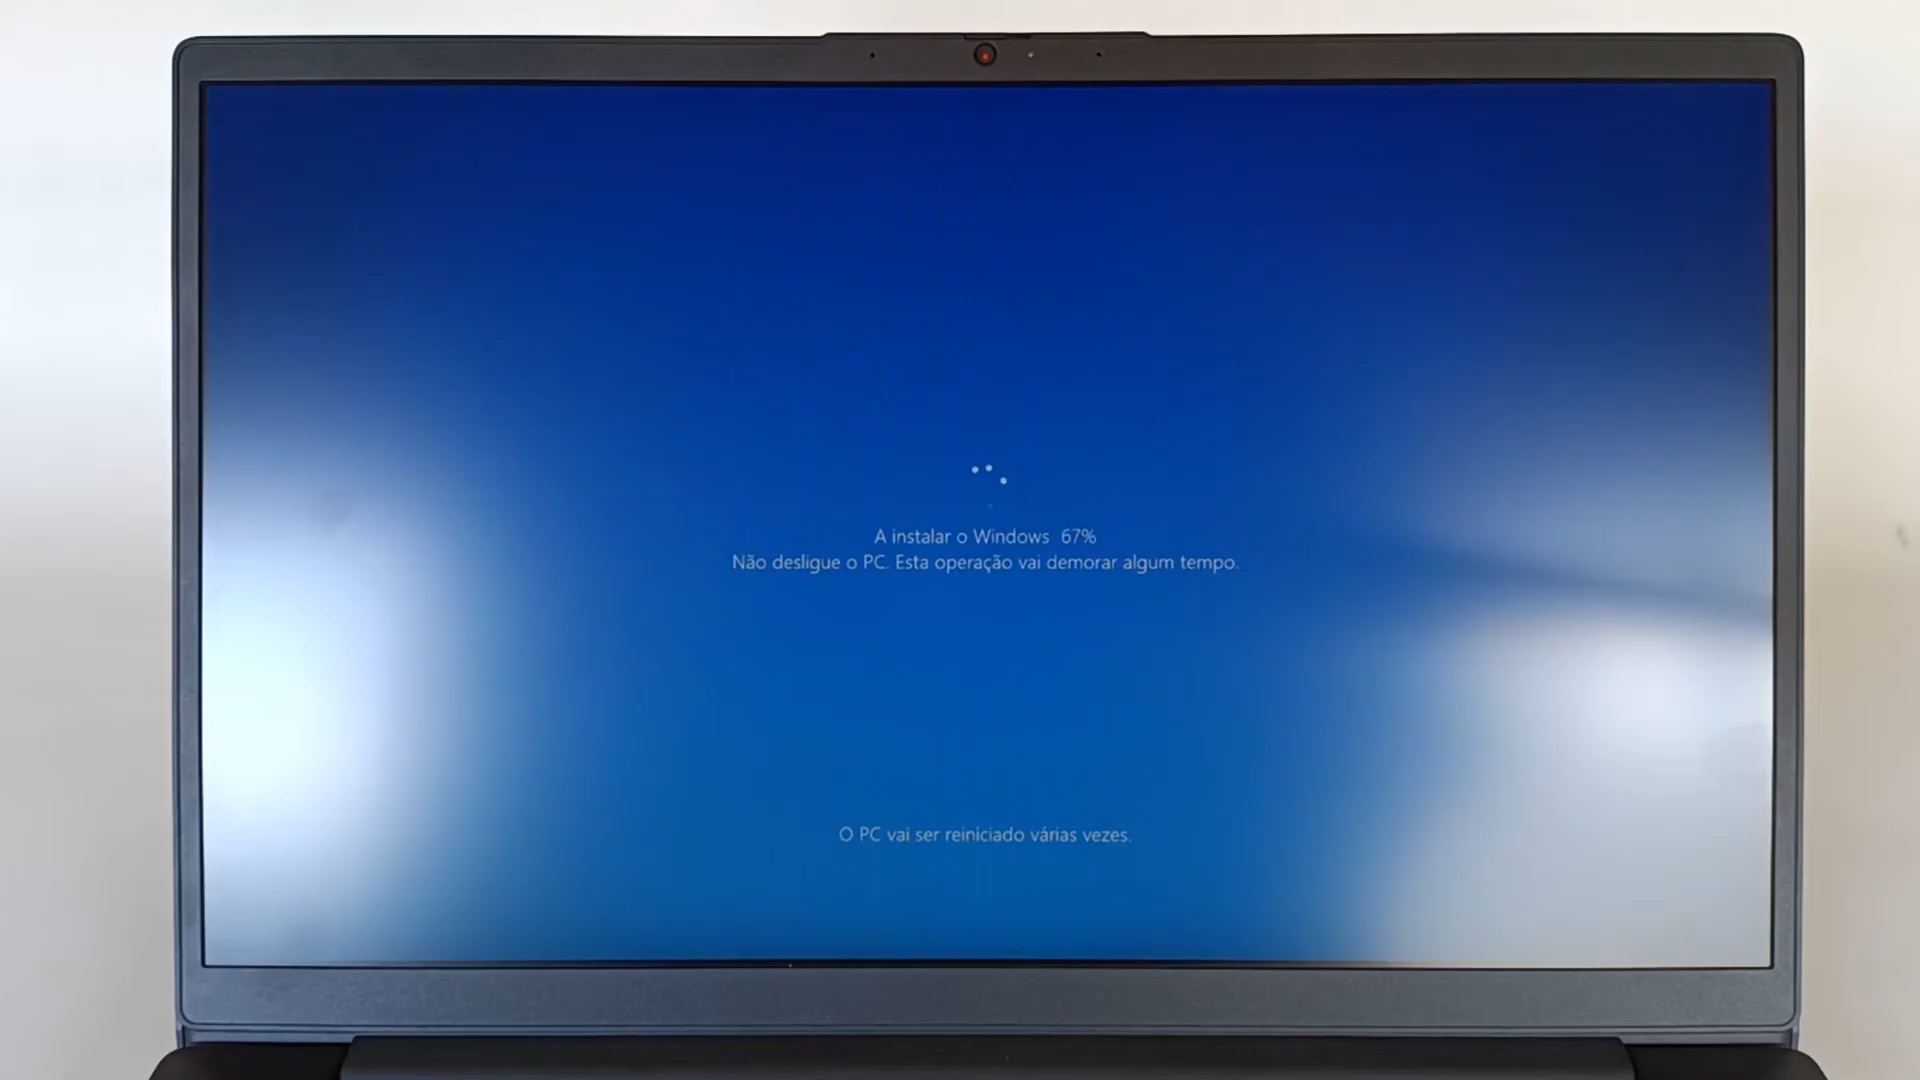 A instalar o Windows 67%
Não desligue o PC. Esta operação vai demorar algum tempo.
O PC vai ser reiniciado várias vezes.